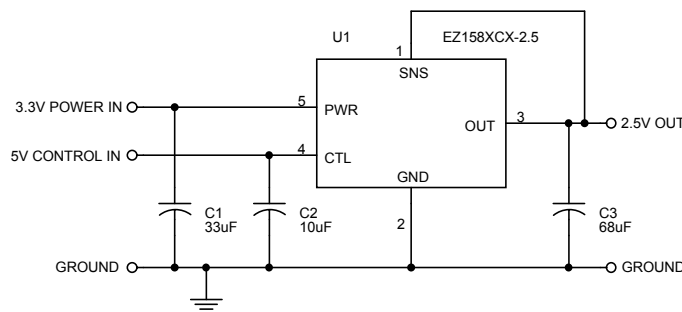 U1
EZ158XCX-2.5
1
SNS
3.3V POWER IN
5
PWR
3
2.5V OUT
OUT
5V CONTROL IN
4
CTL
GND
2
C1
33uF
C2
10uF
C3
68uF
GROUND
GROUND